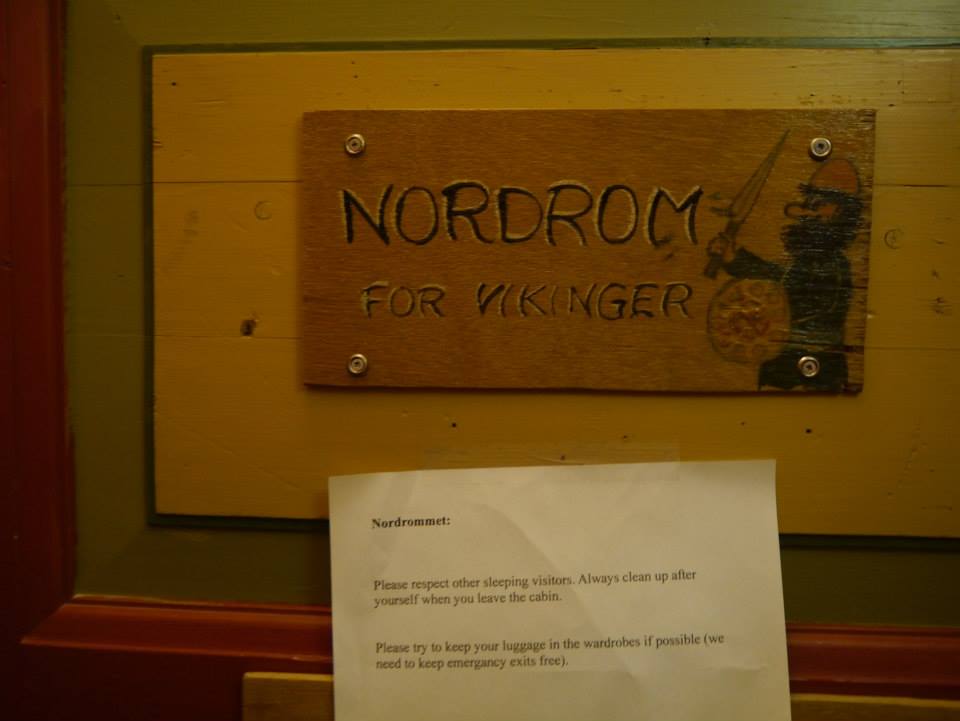 NORDROM
FOR VIKINGER
Nordrommet:
Please respect other sleeping visitors. Always clean up after
yourself when you leave the cabin.
Please try to keep your luggage in the wardrobes if possible (we
need to keep emergancy exits free).